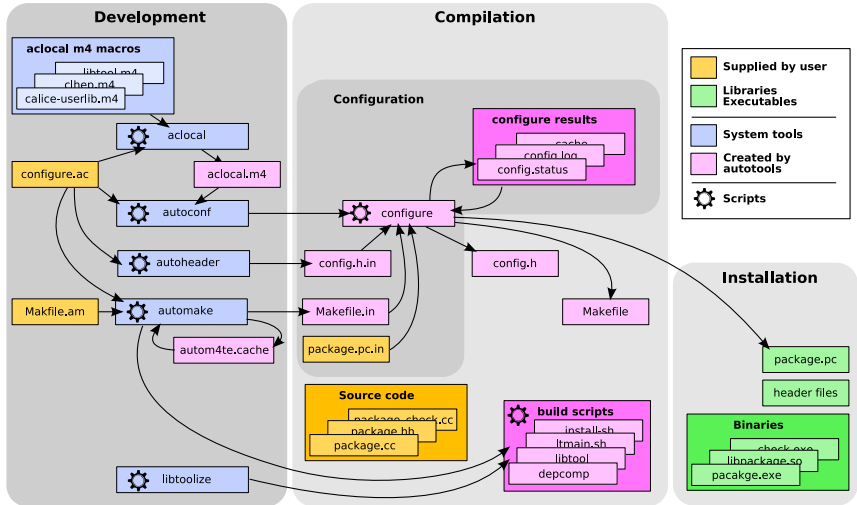 Development
aclocal m4 macros
libtool.m4
clhep.m4
calice-userlib.m4
aclocal
configure.ac
aclocal.m4
autoconf
autoheader
Makfile.am
automake
autom4te.cache
libtoolize
Compilation
Configuration
configure results
cache
config.log
config.status
configure
config.h.in
config.h
Makefile.in
Makefile
package.pc.in
Source code
package_check.cc
package.hh
package.cc
build scripts
install-sh
ltmain.sh
libtool
depcomp
Supplied by user
Libraries
Executables
System tools
Created by
autotools
Scripts
Installation
package.pc
header files
Binaries
check.exe
libpackage.so
pacakge.exe